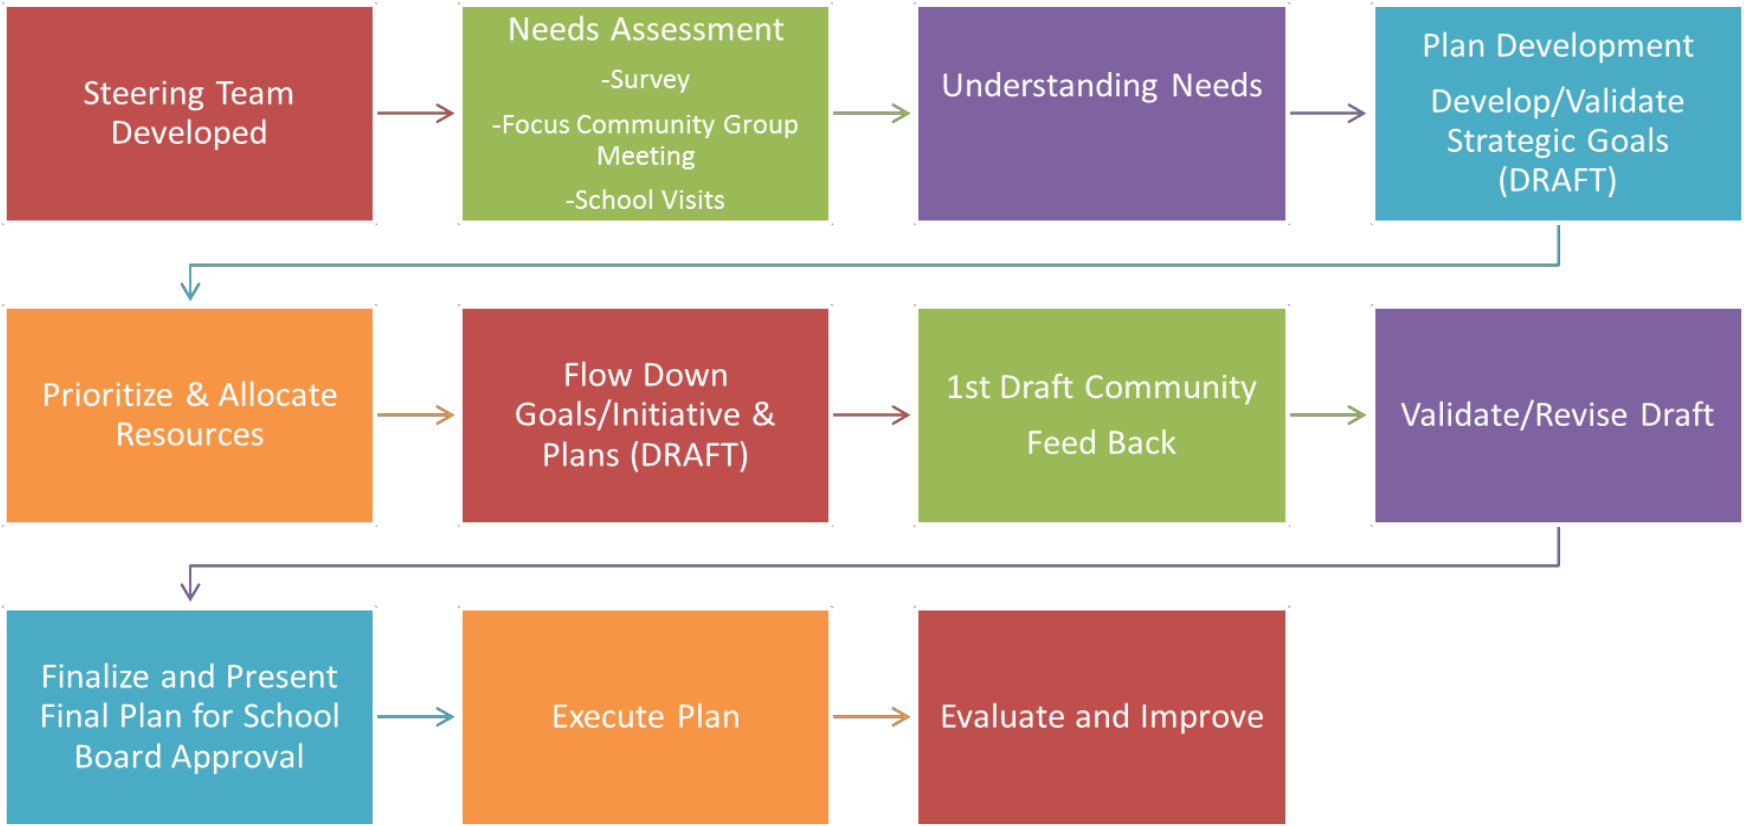 Steering Team
Developed
Needs Assessment
-Survey
-Focus Community Group
Meeting
-School Visits
Understanding Needs
Plan Development
Develop/Validate
Strategic Goals
(DRAFT)
Prioritize & Allocate
Resources
Flow Down
Goals/Initiative &
Plans (DRAFT)
1st Draft Community
Feed Back
Validate/Revise Draft
Finalize and Present
Final Plan for School
Board Approval
Execute Plan
Evaluate and Improve